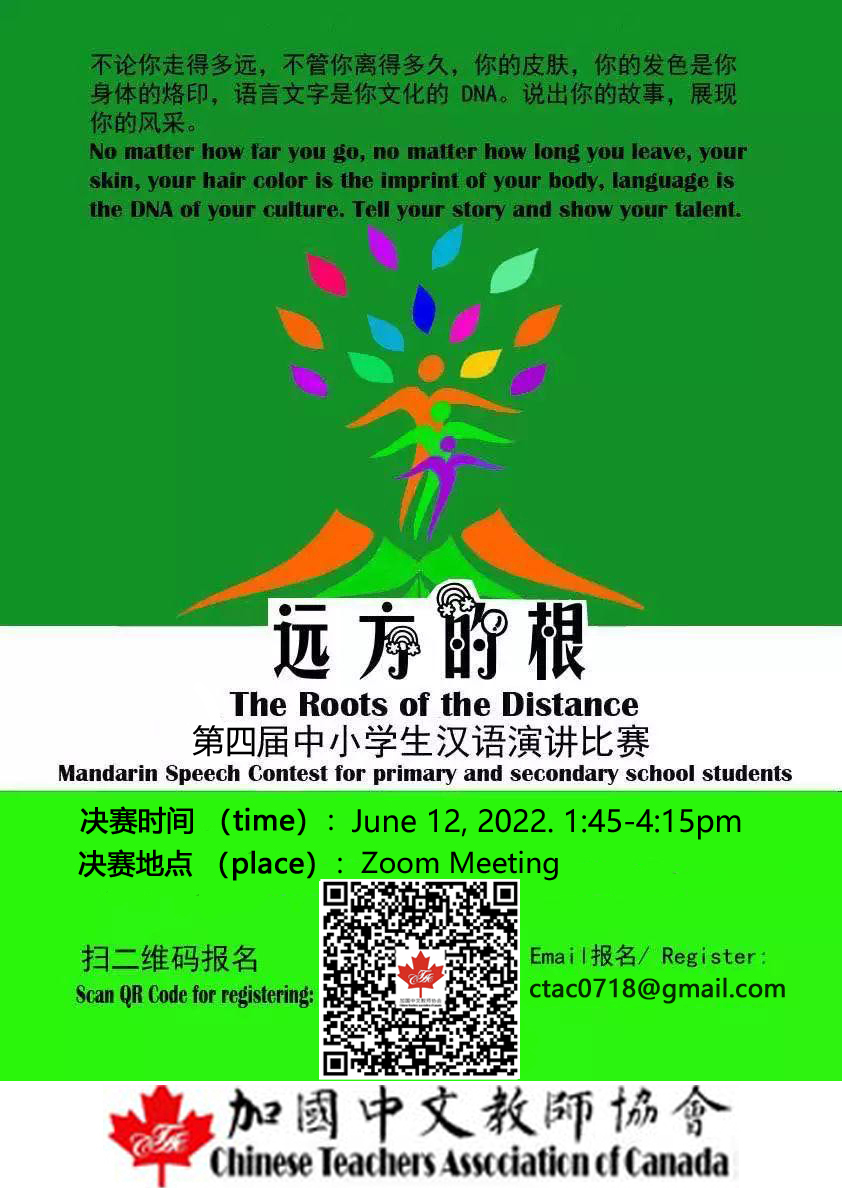 不论你走得多远，不管你离得多久，你的皮肤，你的发色是你
身体的烙印，语言文字是你文化的 DNA。说出你的故事，展现
你的风采。
No matter how far you go, no matter how long you leave, your
skin, your hair color is the imprint of your body, language is
the DNA of your culture. Tell your story and show your talent.
远方的根
The Roots of the Distance
第四届中小学生汉语演讲比赛
Mandarin Speech Contest for primary and secondary school students
决赛时间 （time）: June 12, 2022. 1:45-4:15pm
决赛地点 （place）: Zoom Meeting
扫二维码报名
Scan QR Code for registering:
加國中文教师协会
Email报名/ Register:
ctac0718@gmail.com
加國中文教師協會
Chinese Teachers Association of Canada